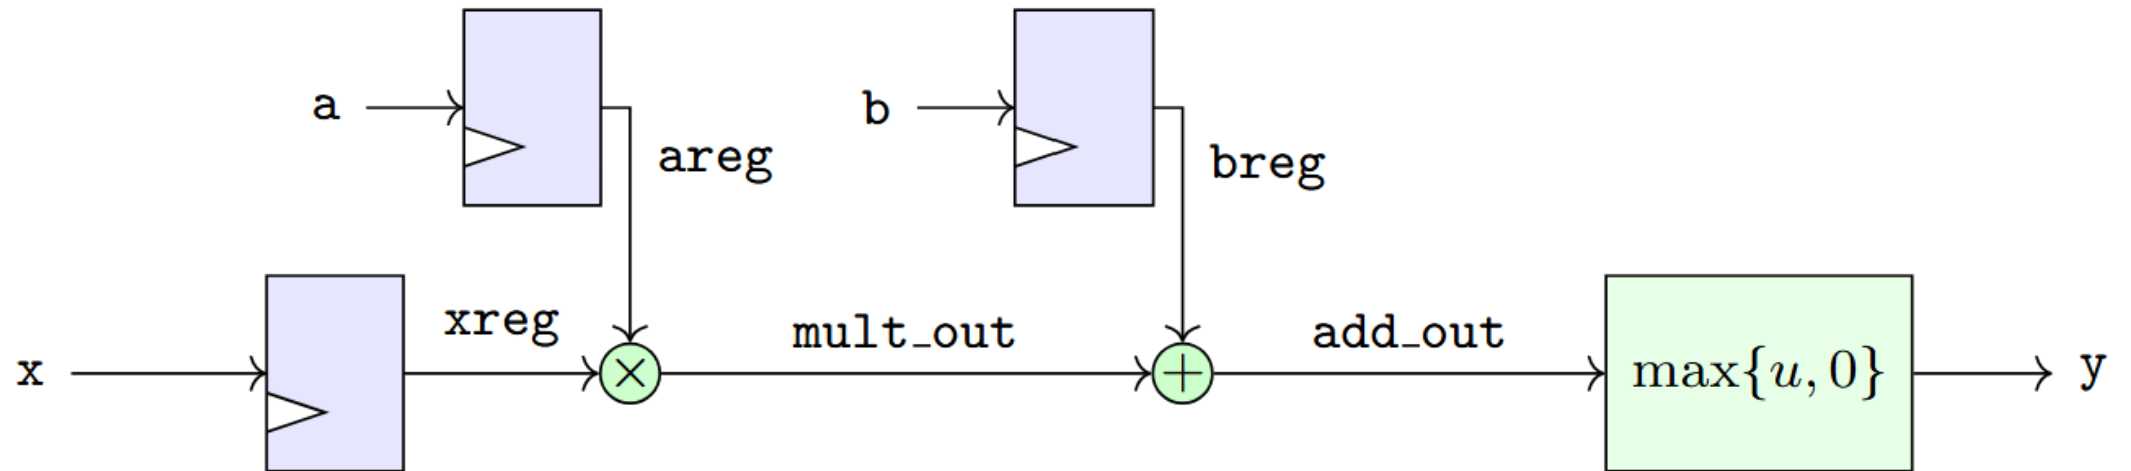 a
b
areg
breg
x
xreg
×
mult_out
+
add_out
max{u, 0}
y